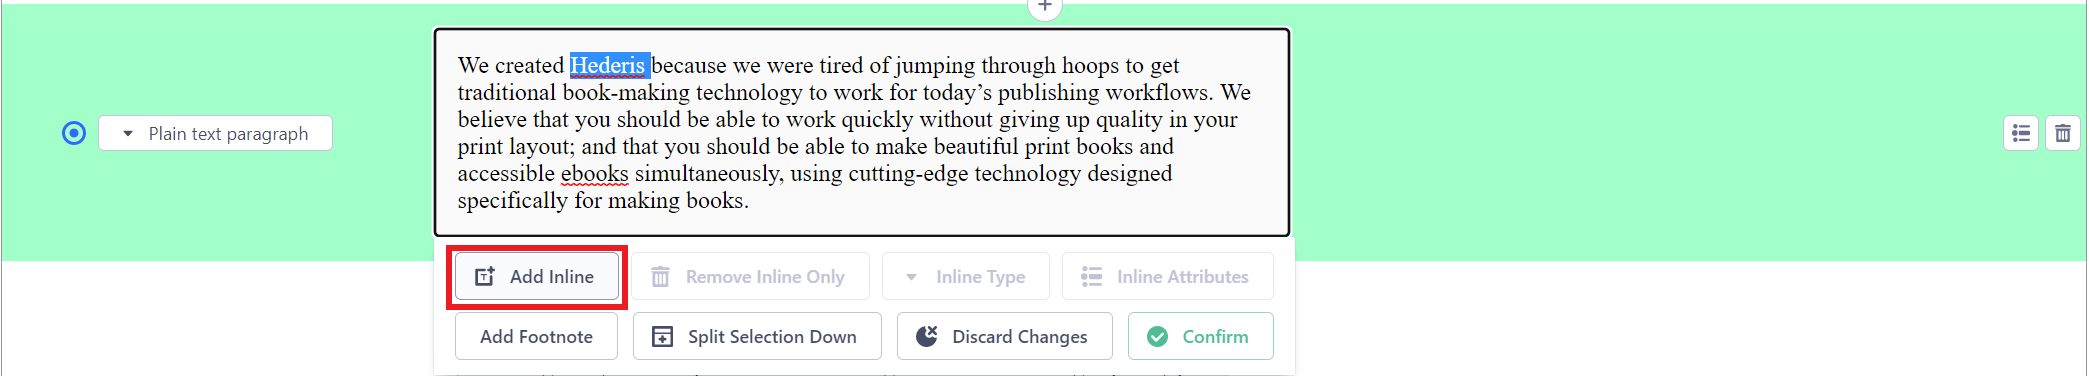 We created Hederis because we were tired of jumping through hoops to get
traditional book-making technology to work for today’s publishing workflows. We
believe that you should be able to work quickly without giving up quality in your
Plain text paragraph
print layout; and that you should be able to make beautiful print books and
accessible ebooks simultaneously, using cutting-edge technology designed
specifically for making books.
Add Inline Remove Inline Only Inline Type Inline Attributes
Add Footnote Split Selection Down Discard Changes Confirm